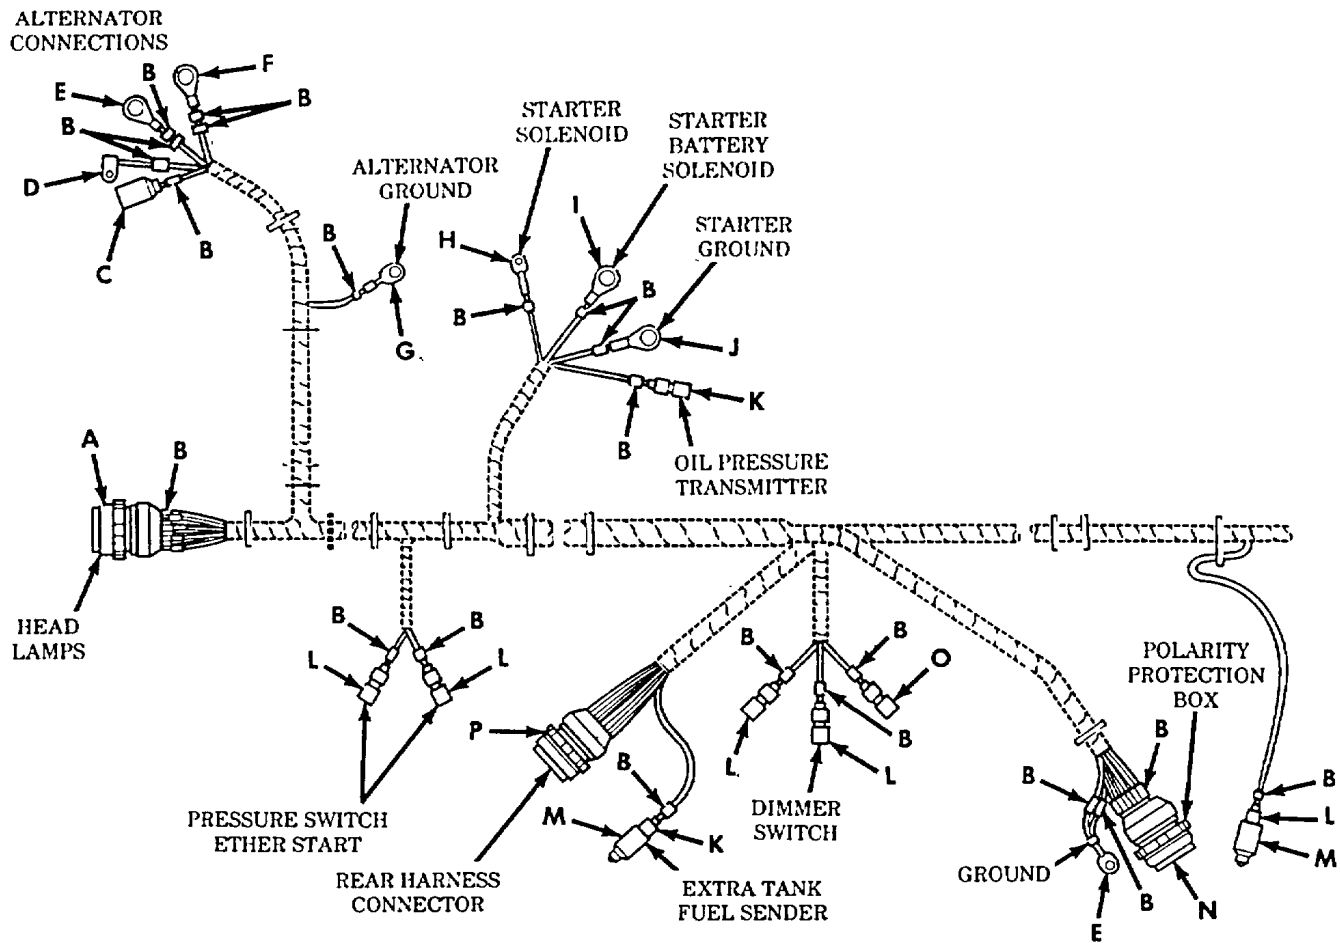 ALTERNATOR
CONNECTIONS
F
B
E
B
B
D
C
B
ALTERNATOR
GROUND
B
G
STARTER
SOLENOID
STARTER
BATTERY
SOLENOID
I
H
STARTER
GROUND
B
B
J
K
B
OIL PRESSURE
TRANSMITTER
A
B
HEAD
LAMPS
B
B
L
L
PRESSURE SWITCH
ETHER START
P
REAR HARNESS
CONNECTOR
B
M
K
EXTRA TANK
FUEL SENDER
B
B
O
B
L
L
DIMMER
SWITCH
POLARITY
PROTECTION
BOX
B
B
GROUND
E
B
N
B
L
M